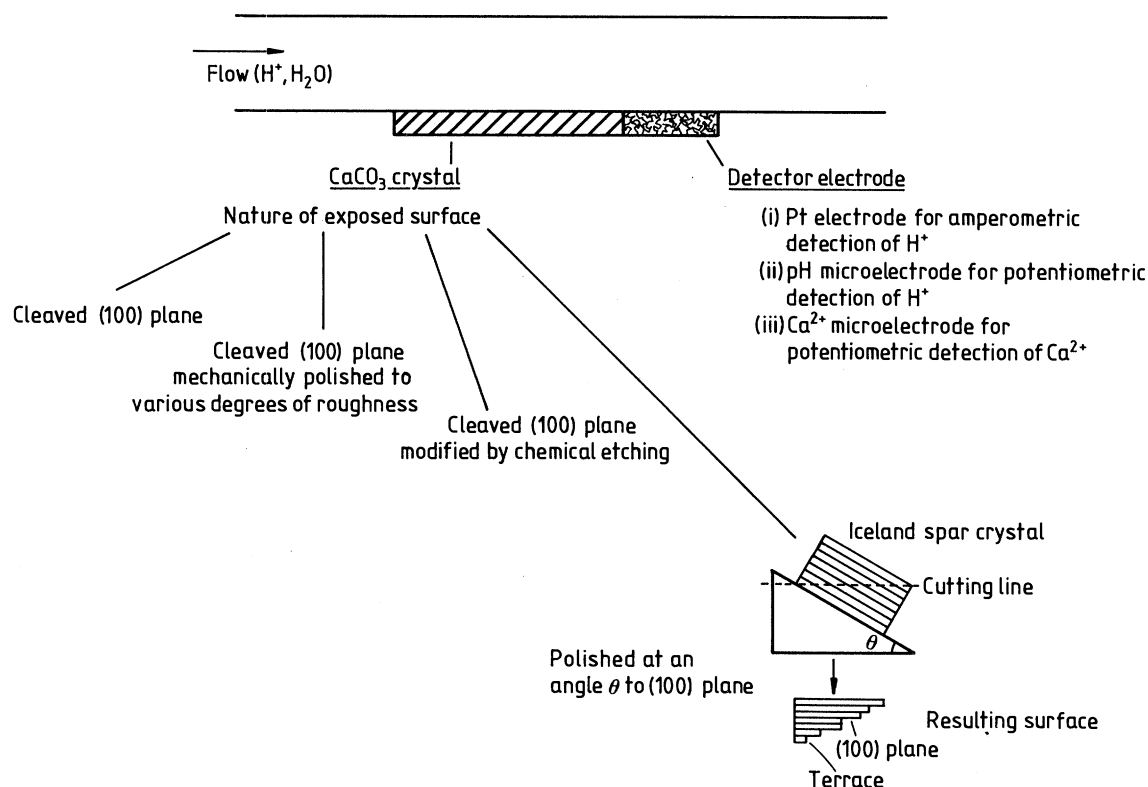 Flow (H⁺, H₂O)
CaCO₃ crystal
Nature of exposed surface
Cleaved (100) plane
Cleaved (100) plane
mechanically polished to
various degrees of roughness
Cleaved (100) plane
modified by chemical etching
Detector electrode
(i) Pt electrode for amperometric
detection of H⁺
(ii) pH microelectrode for potentiometric
detection of H⁺
(iii) Ca²⁺ microelectrode for
potentiometric detection of Ca²⁺
Iceland spar crystal
Cutting line
θ
Polished at an
angle θ to (100) plane
Resulting surface
(100) plane
Terrace